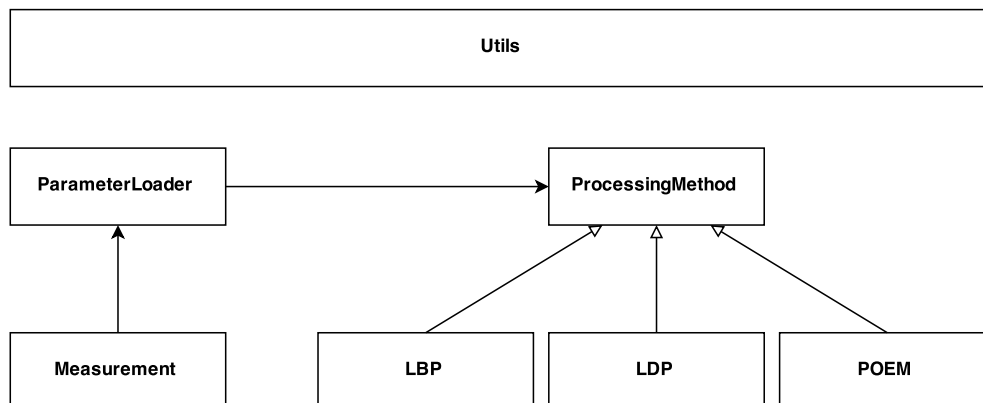 Utils
ParameterLoader
ProcessingMethod
Measurement
LBP
LDP
POEM